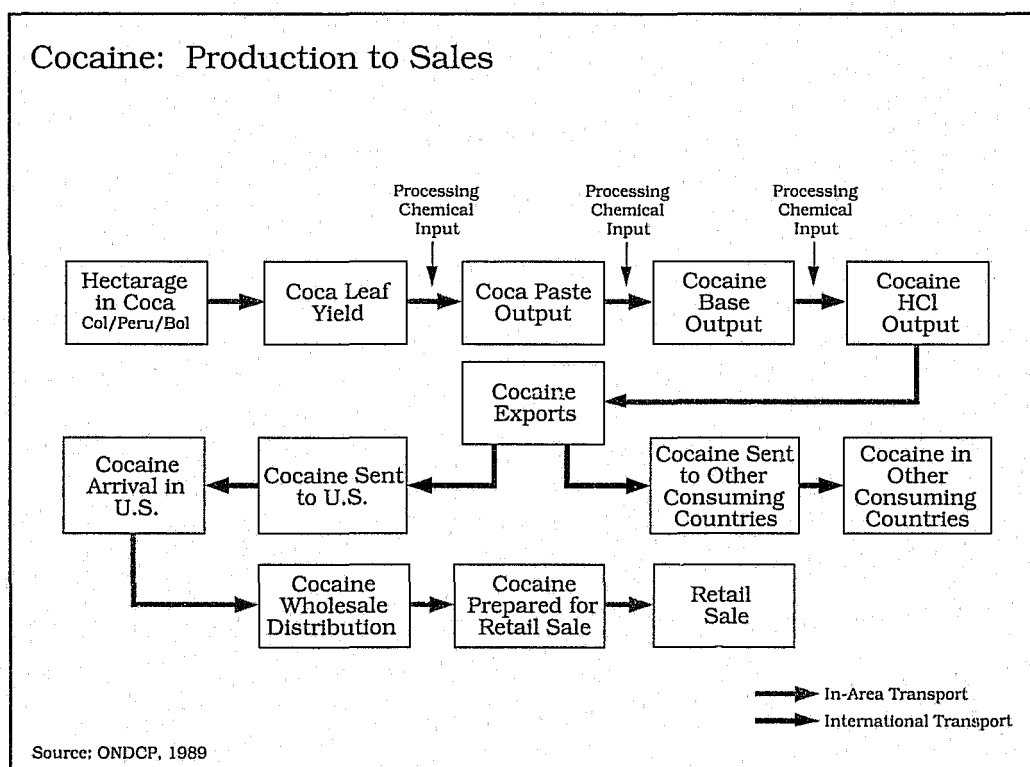 Cocaine: Production to Sales
Processing
Chemical
Input
Processing
Chemical
Input
Processing
Chemical
Input
Hectarage
in Coca
Col/Peru/Bol
Coca Leaf
Yield
Coca Paste
Output
Cocaine
Base
Output
Cocaine
HCl
Output
Cocaine
Exports
Cocaine
Arrival in
U.S.
Cocaine Sent
to U.S.
Cocaine Sent
to Other
Consuming
Countries
Cocaine in
Other
Consuming
Countries
Cocaine
Wholesale
Distribution
Cocaine
Prepared for
Retail Sale
Retail
Sale
In-Area Transport
International Transport
Source: ONDCP, 1989